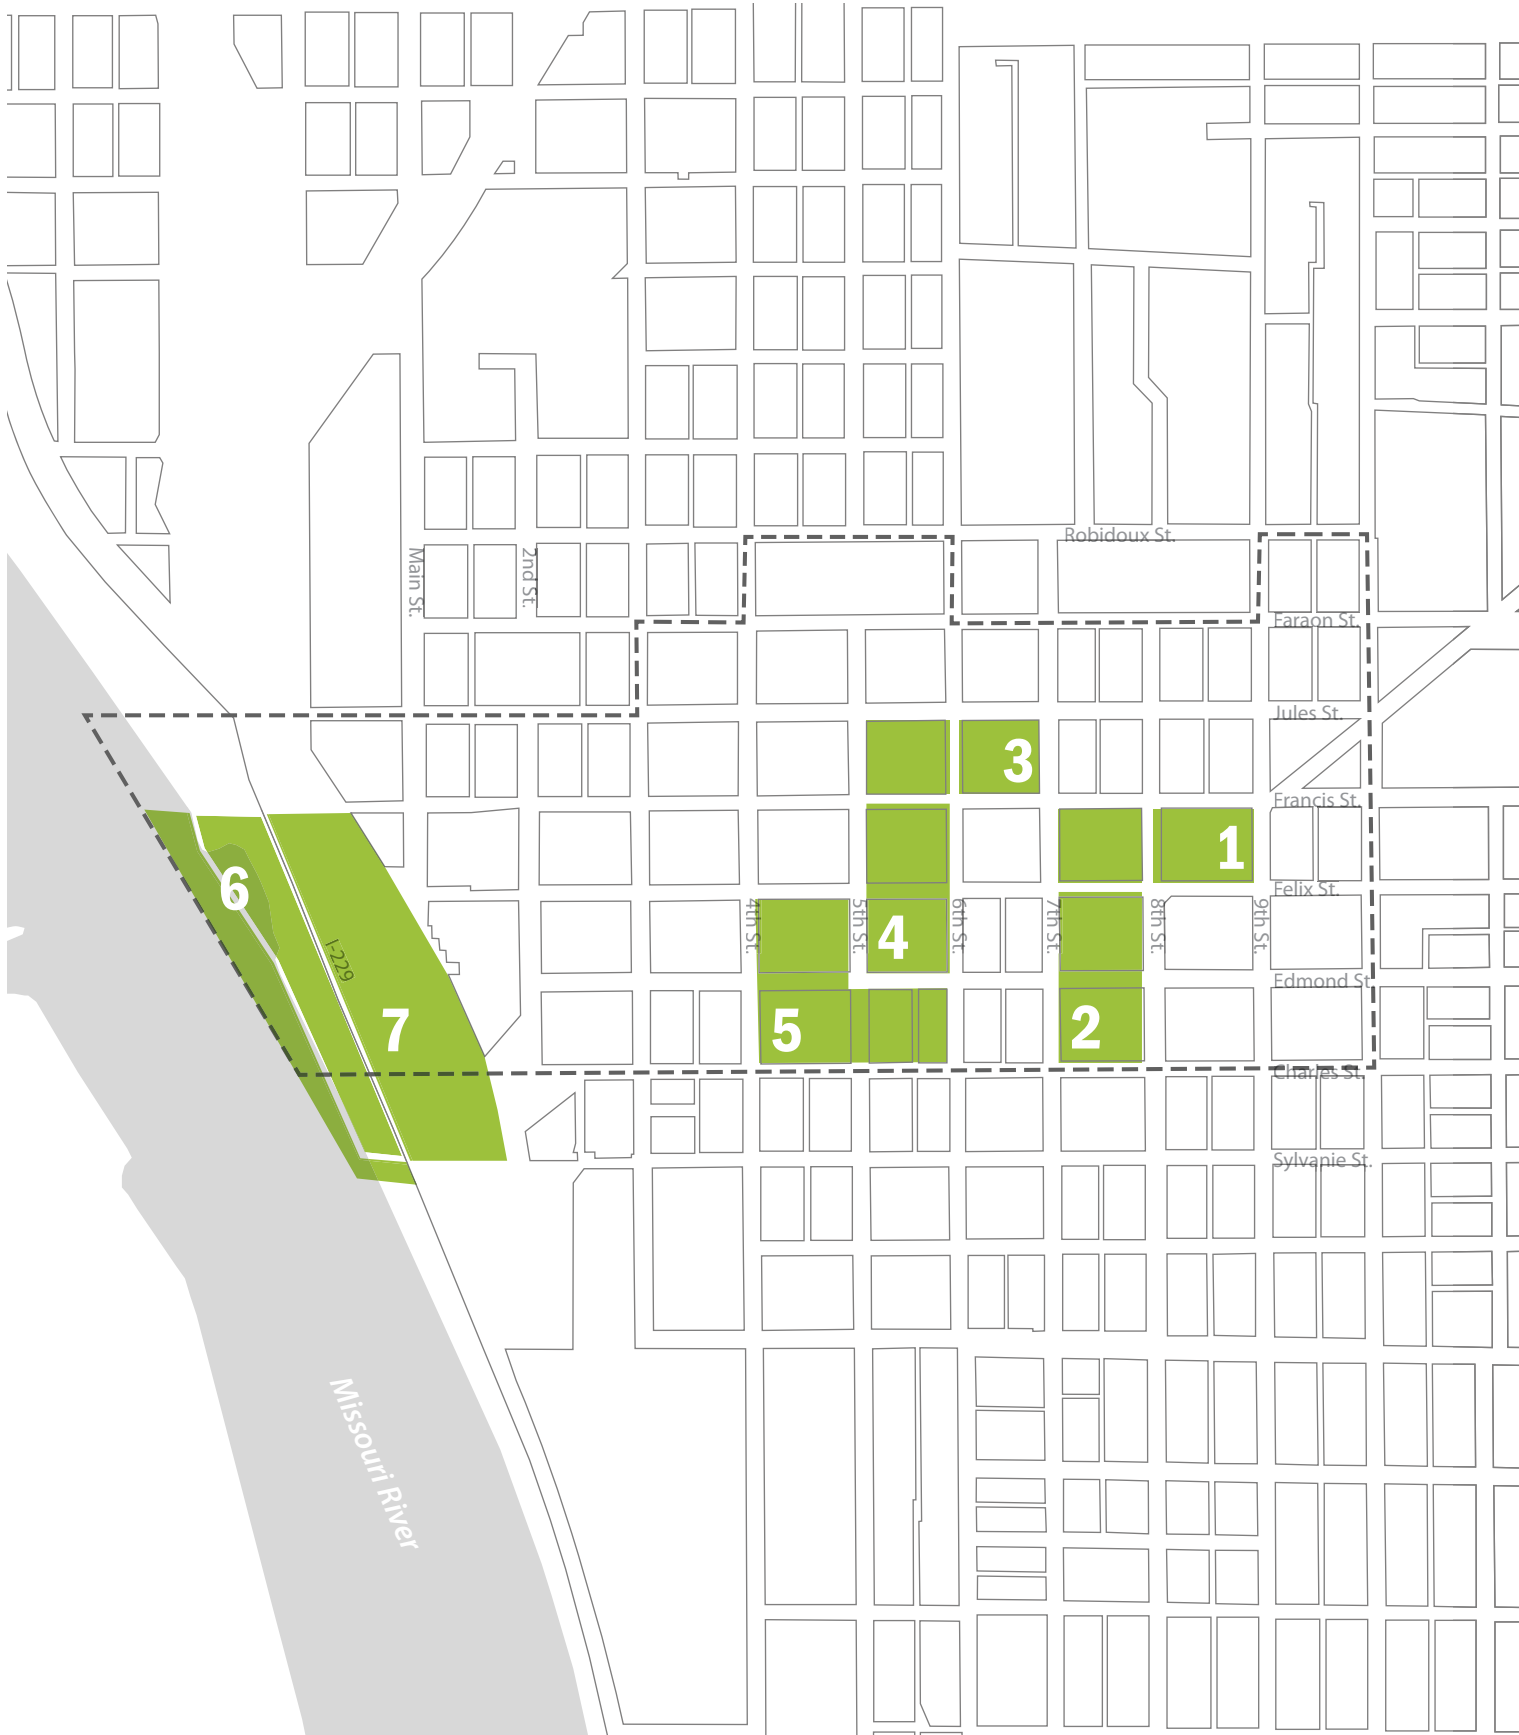 Robidoux St.
Main St.
2nd St.
Faraon St.
Jules St.
3
Francis St.
1
6
Felix St.
4th St.
5th St.
4
6th St.
7th St.
8th St.
9th St.
I-229
Edmond St
7
5
2
Charles St.
Sylvanie St.
Missouri River